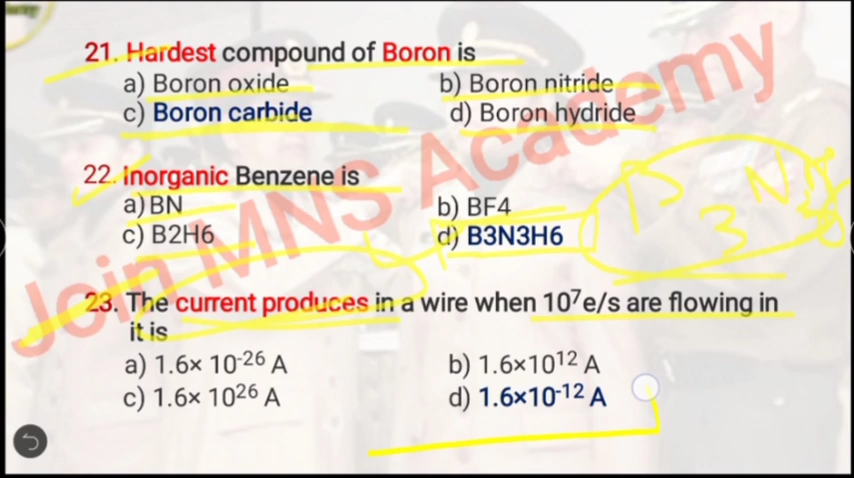 21. Hardest compound of Boron is
a) Boron oxide b) Boron nitride
c) Boron carbide d) Boron hydride
22. Inorganic Benzene is
a) BN b) BF4
c) B2H6 d) B3N3H6
23. The current produces in a wire when 10⁷e/s are flowing in
it is
a) 1.6× 10⁻²⁶ A b) 1.6×10¹² A
c) 1.6× 10²⁶ A d) 1.6×10⁻¹² A
Join MNS Academy